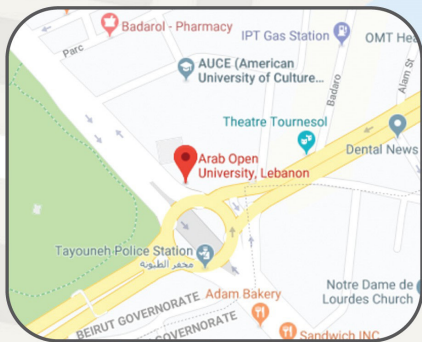 Badarol - Pharmacy
Parc
IPT Gas Station
OMT Hea
AUCE (American
University of Culture...
Badaro
Alam St
Theatre Tournesol
Dental News
Arab Open
University, Lebanon
Tayouneh Police Station
مخفر الطيونة
Notre Dame de
Lourdes Church
Adam Bakery
BEIRUT GOVERNORATE
GOVERNORATE
Sandwich INC